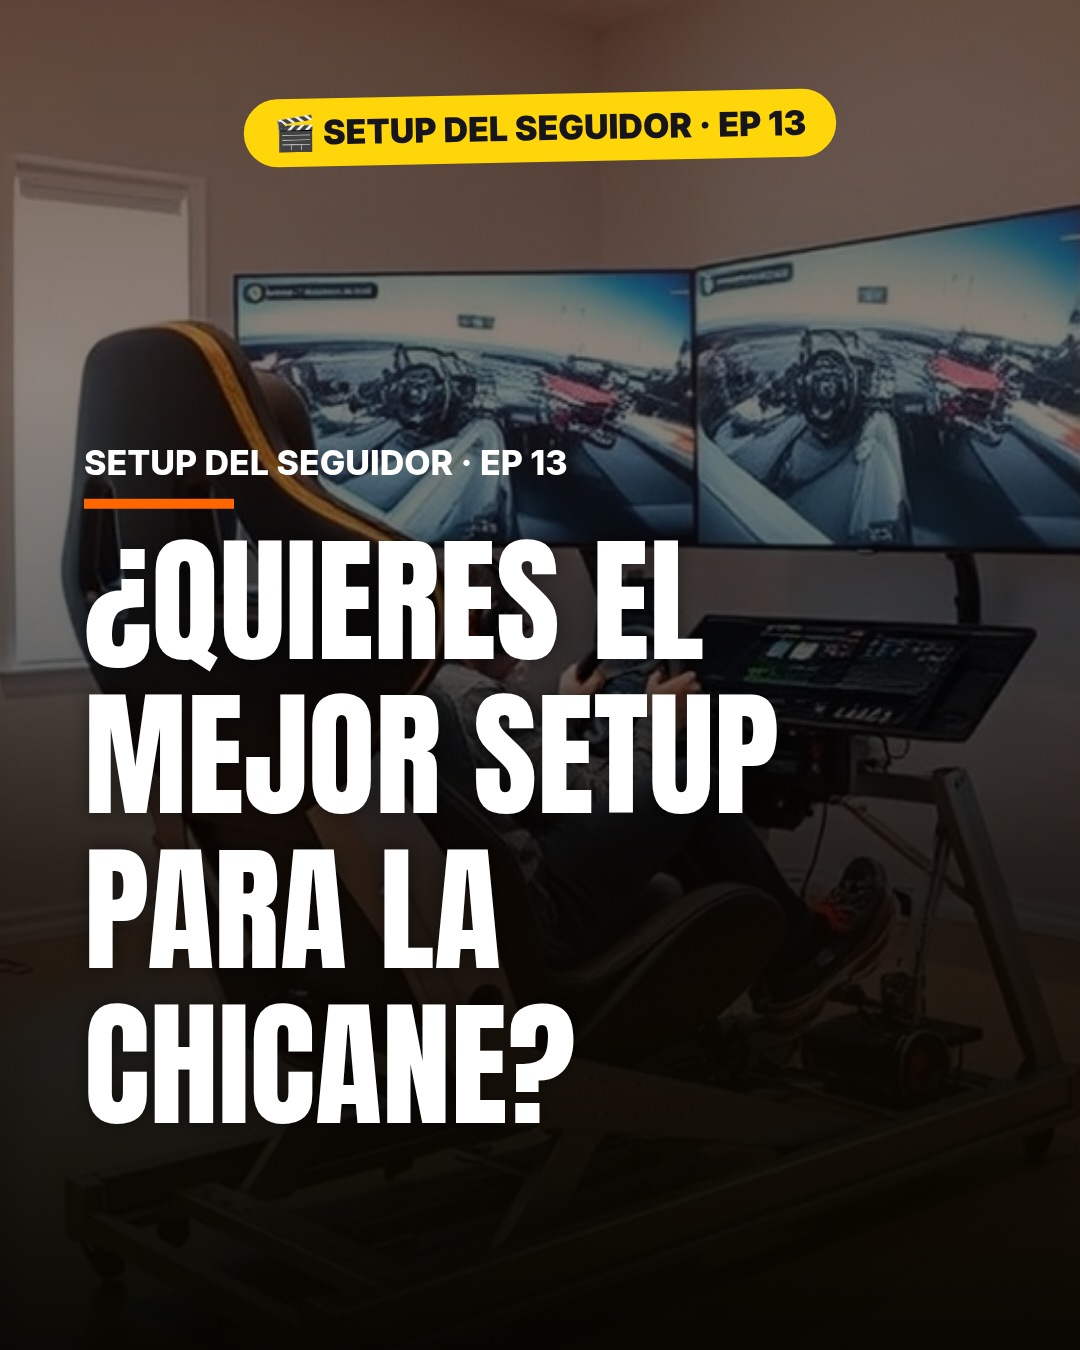 🎬 SETUP DEL SEGUIDOR · EP 13
SETUP DEL SEGUIDOR · EP 13
¿QUIERES EL
MEJOR SETUP
PARA LA
CHICANE?